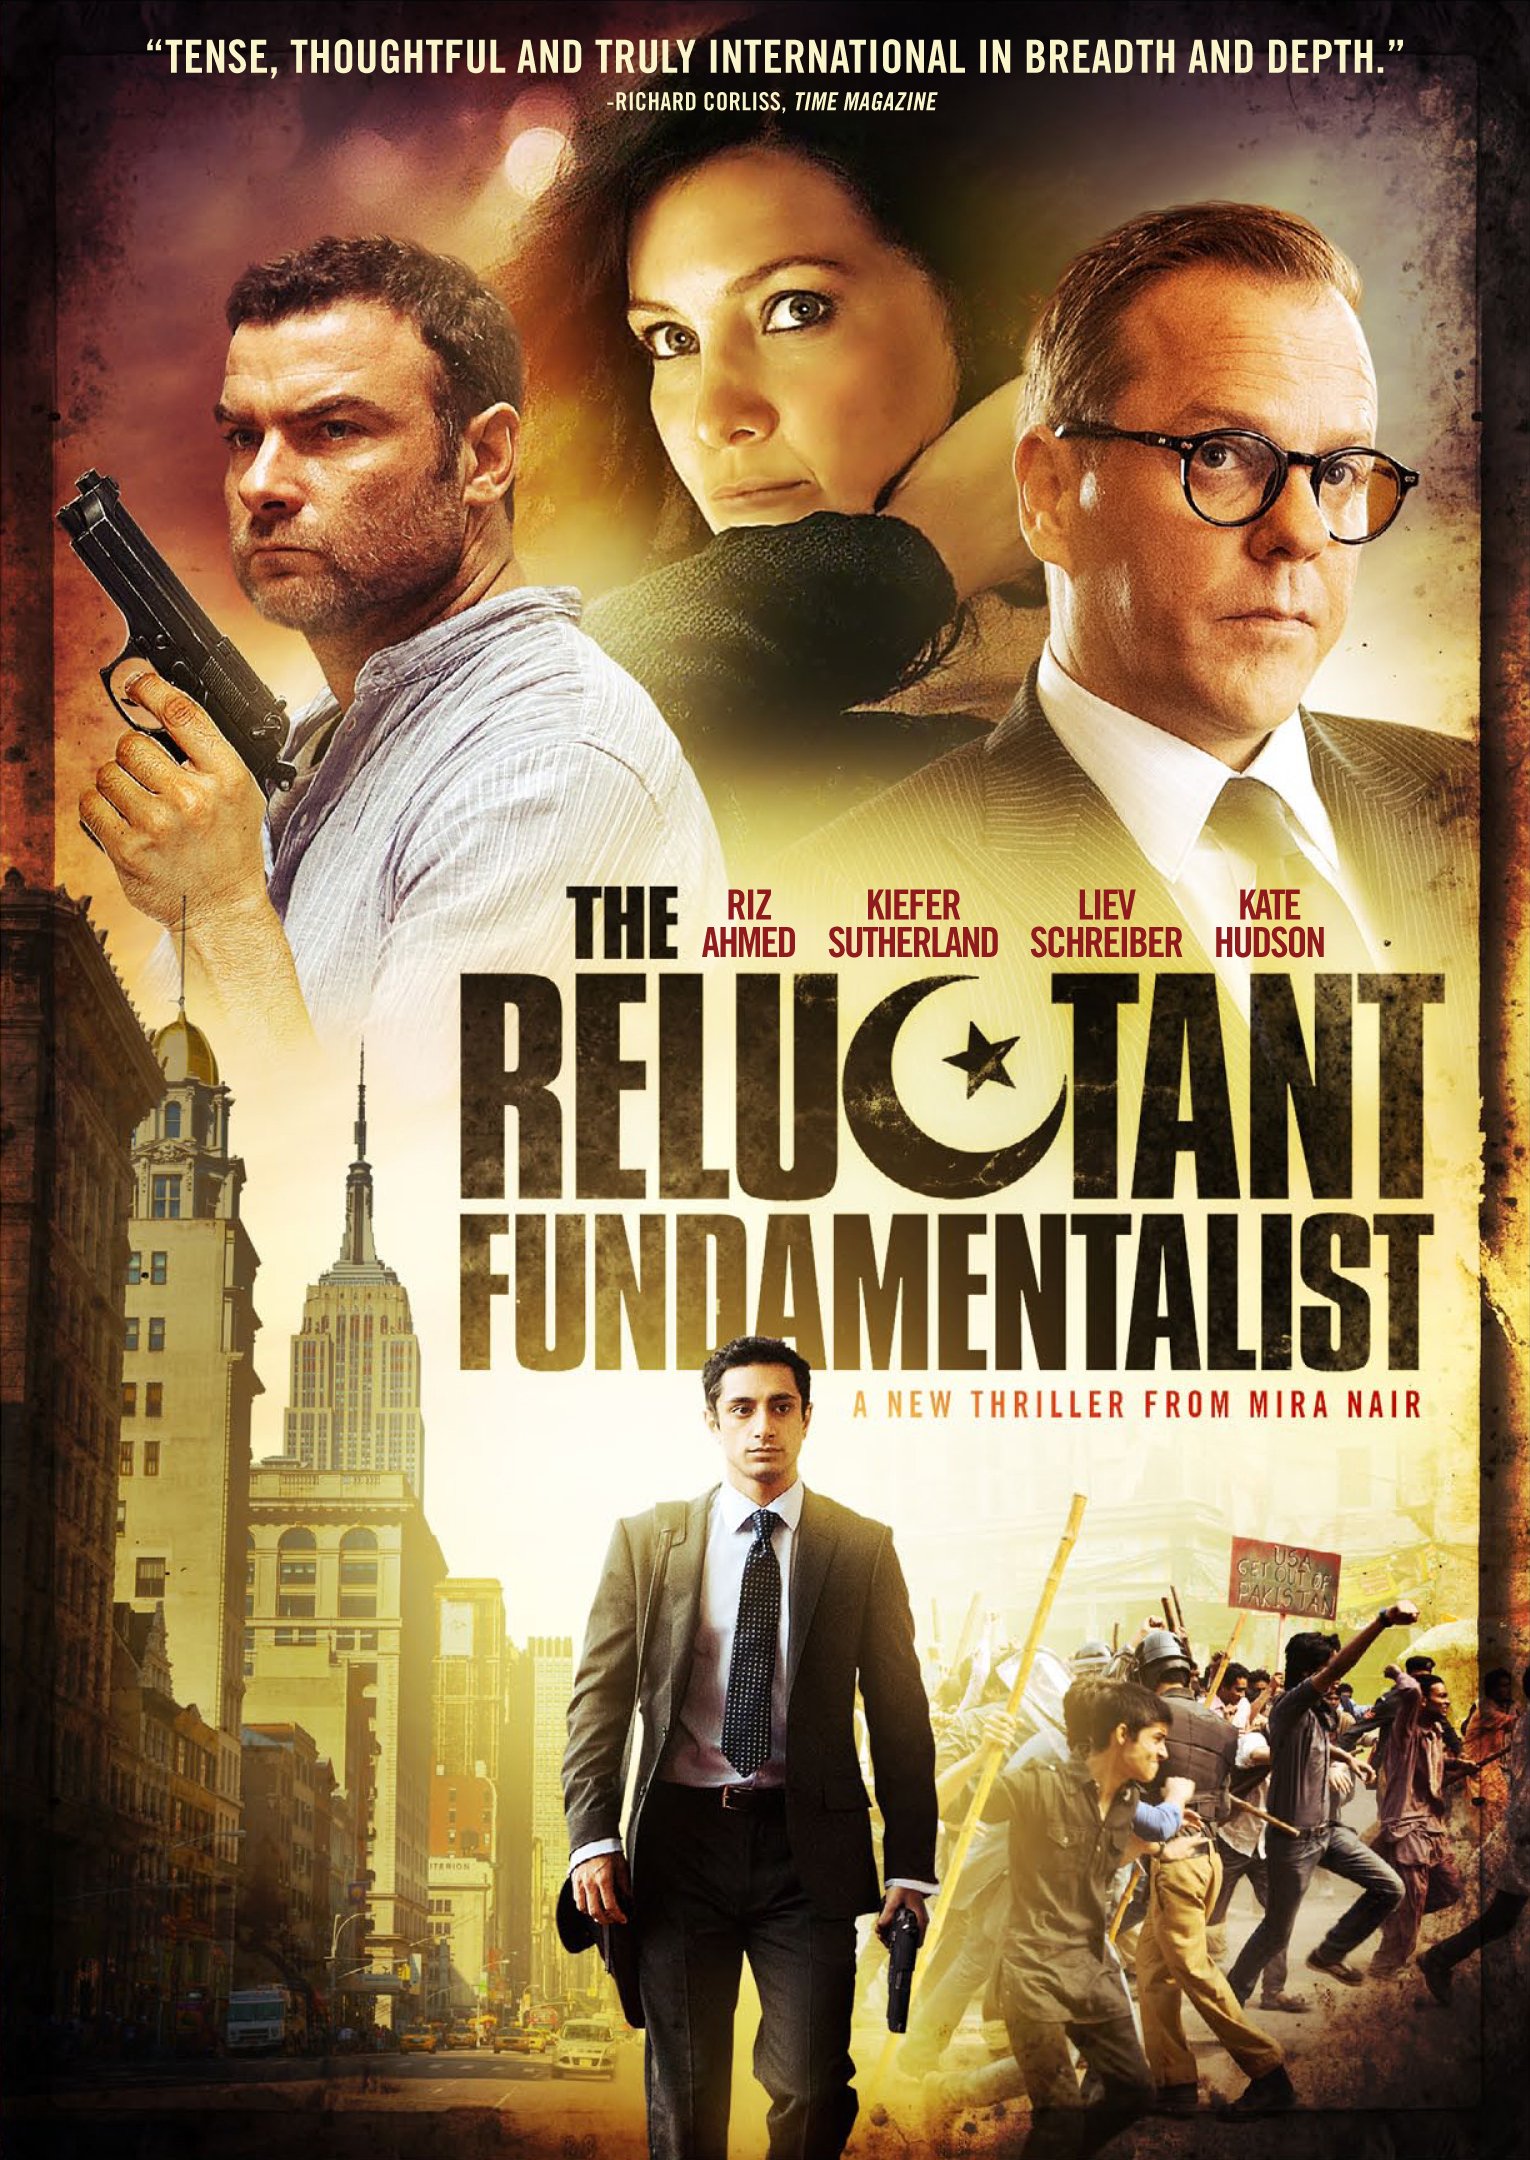 “TENSE, THOUGHTFUL AND TRULY INTERNATIONAL IN BREADTH AND DEPTH.”
-RICHARD CORLISS, TIME MAGAZINE
RIZ AHMED
KIEFER SUTHERLAND
LIEV SCHREIBER
KATE HUDSON
THE
RELUCTANT
FUNDAMENTALIST
A NEW THRILLER FROM MIRA NAIR
USA
GET OUT OF
PAKISTAN
ITERION